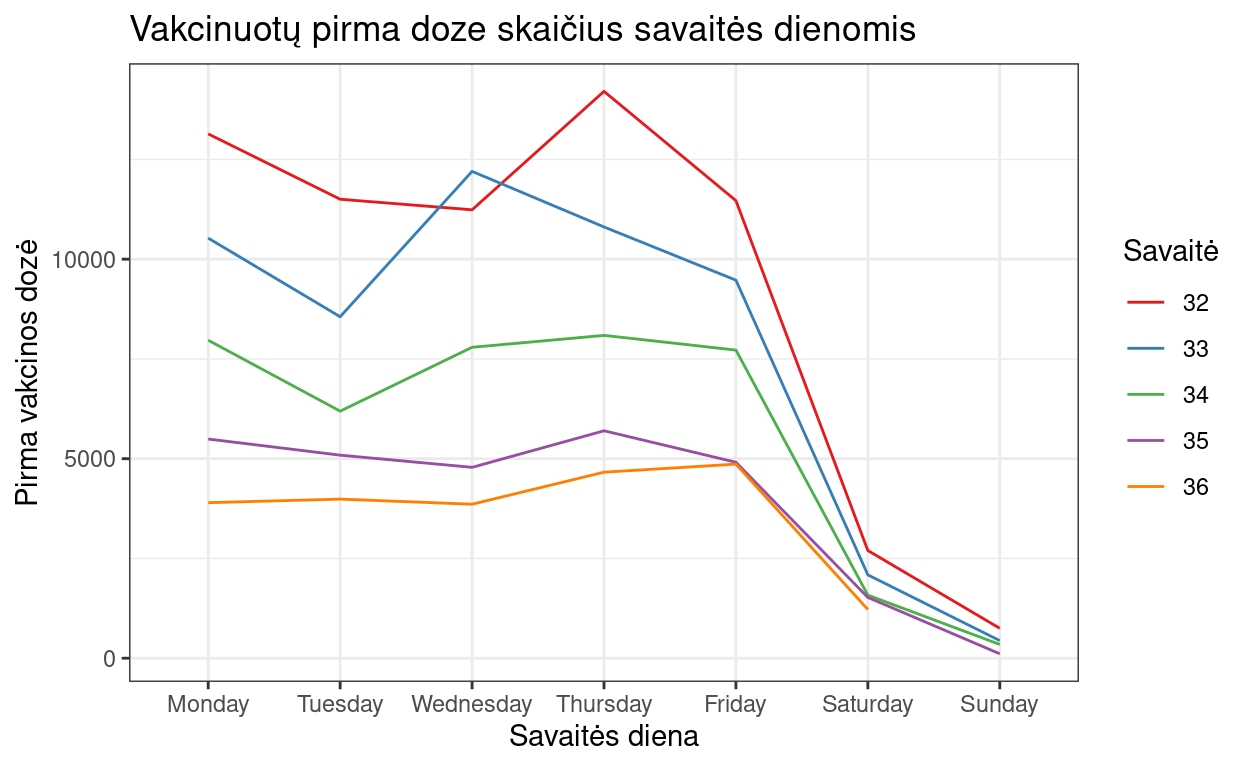 Vakcinuotų pirma doze skaičius savaitės dienomis
Pirma vakcinos dozė
10000
5000
0
Monday Tuesday Wednesday Thursday Friday Saturday Sunday
Savaitės diena
Savaitė
32
33
34
35
36